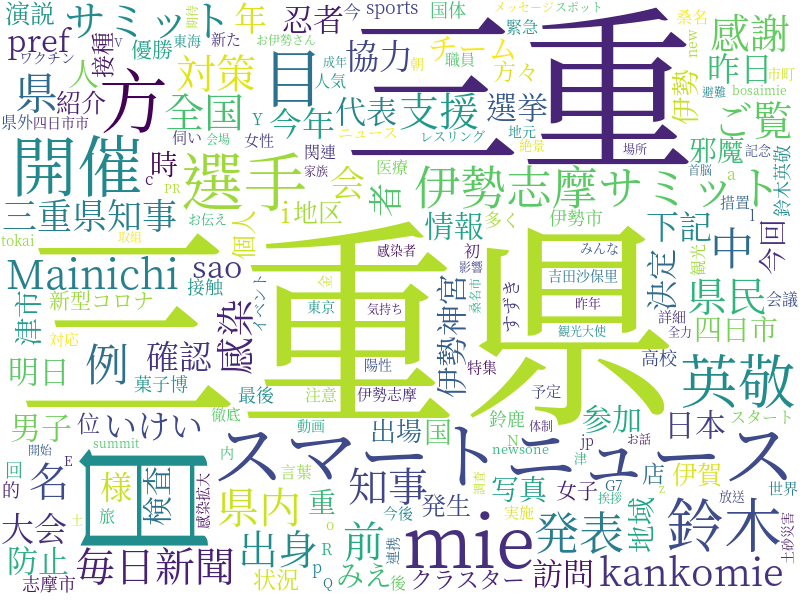 演説
サミット
年
忍者
今
sports
国体
緊急
メッセージ
スポット
桑名
new
感謝
期待
ワクチン
V
東海
新た
お伊勢さん
pref
接種
優勝
対策
目
協力
チーム
成年
人気
朝
職員
方々
伊勢
昨日
市町
bosaimie
避難
三重
県
人
紹介
方
全国
今年
Y
代表
支援
ニュース
レスリング
選挙
地元
絶景
場所
邪魔
ご覧
記念
首脳
鈴木英敬
県外
四日市市
c
時
伺い
会場
女性
関連
家族
医療
a
措置
l
開催
選手
PR
お伝え
会
者
伊勢志摩サミット
三重県知事
個人
i地区
情報
多く
伊勢市
下記
中
今回
tokai
取組
感染者
初
影響
みんな
吉田沙保里
観光
Mainichi
sao
イベント
金
東京
気持ち
桑名市
昨年
観光大使
決定
県民
会議
津市
新型コロナ
接触
感染
伊勢神宮
すずき
詳細
全力
四日市
三重県
対応
明日
例
確認
陽性
特集
高校
菓子博
最後
注意
伊勢志摩
予定
英敬
男子
位
いけい
徹底
動画
出場
国
鈴鹿
体制
参加
日本
スタート
開始
summit
N
jp
お話
newsone
津
回
的
E
名
検査
様
感染拡大
旅
内
言葉
スマートニュース
知事
店
伊賀
z
世界
大会
土
県内
重
o
今後
発生
写真
女子
G7
挨拶
調査
放送
防止
志摩市
毎日新聞
出身
状況
R
p
Q
前
連携
みえ
後
mie
クラスター
実施
発表
訪問
地域
鈴木
kankomie
土砂災害